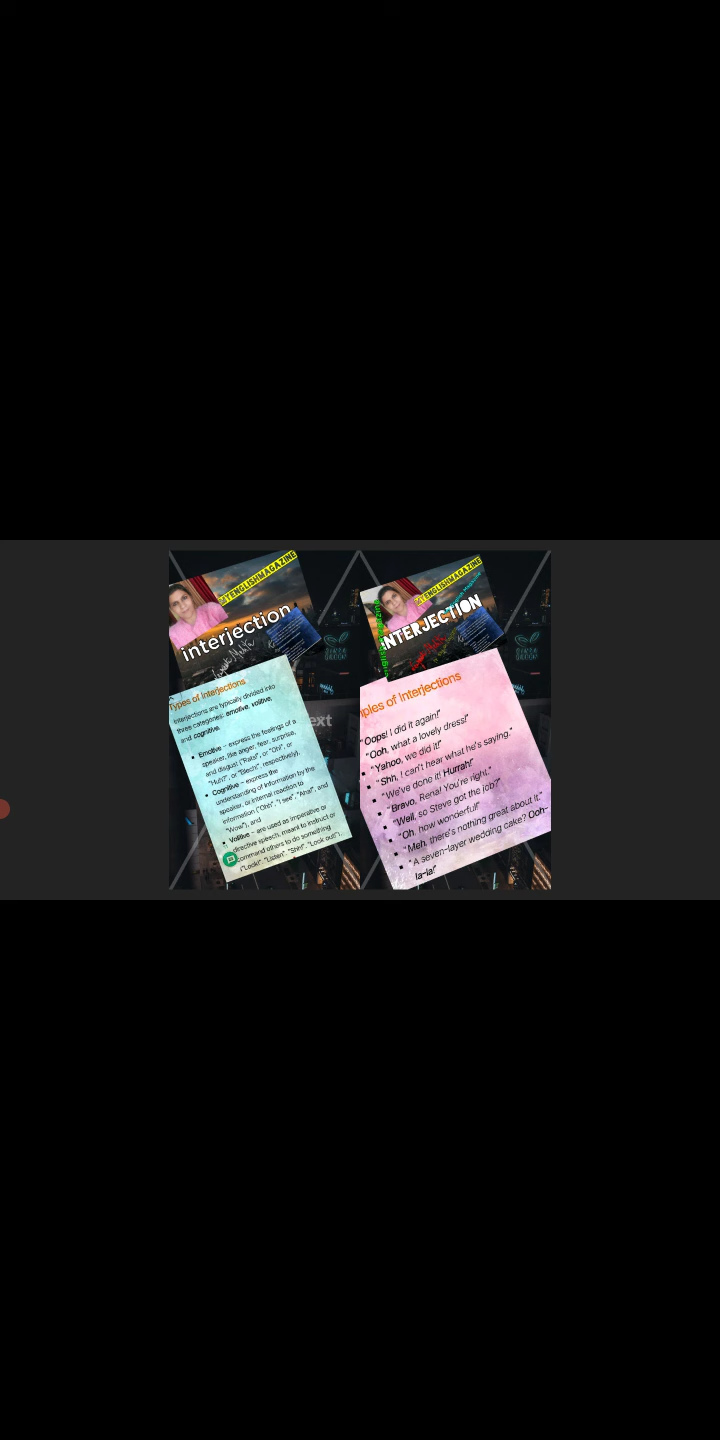 @TENGLISHMAGAZINE
interjection
Types of Interjections
Interjections are typically divided into
three categories: emotive, volitive,
and cognitive.
Emotive – express the feelings of a
speaker, like anger, fear, surprise,
and disgust ("Rats!", or "Oh!", or
"Huh?", or "Blech!", respectively).
Cognitive – express the
understanding of information by the
speaker, or internal reaction to
information ("Ohh!", "I see", "Aha!", and
"Wow"), and
Volitive – are used as imperative or
directive speech, meant to instruct or
command others to do something
("Look!", "Listen", "Shh!", "Look out!").
ext
@TENGLISHMAGAZINE
INTERJECTION
ples of Interjections
"Oops! I did it again!"
"Ooh, what a lovely dress!"
"Yahoo, we did it!"
"Shh, I can't hear what he's saying."
"We've done it! Hurrah!"
"Bravo, Rena! You're right."
"Well, so Steve got the job?"
"Oh, how wonderful!"
"Meh, there's nothing great about it."
"A seven-layer wedding cake? Ooh-
la-la!"